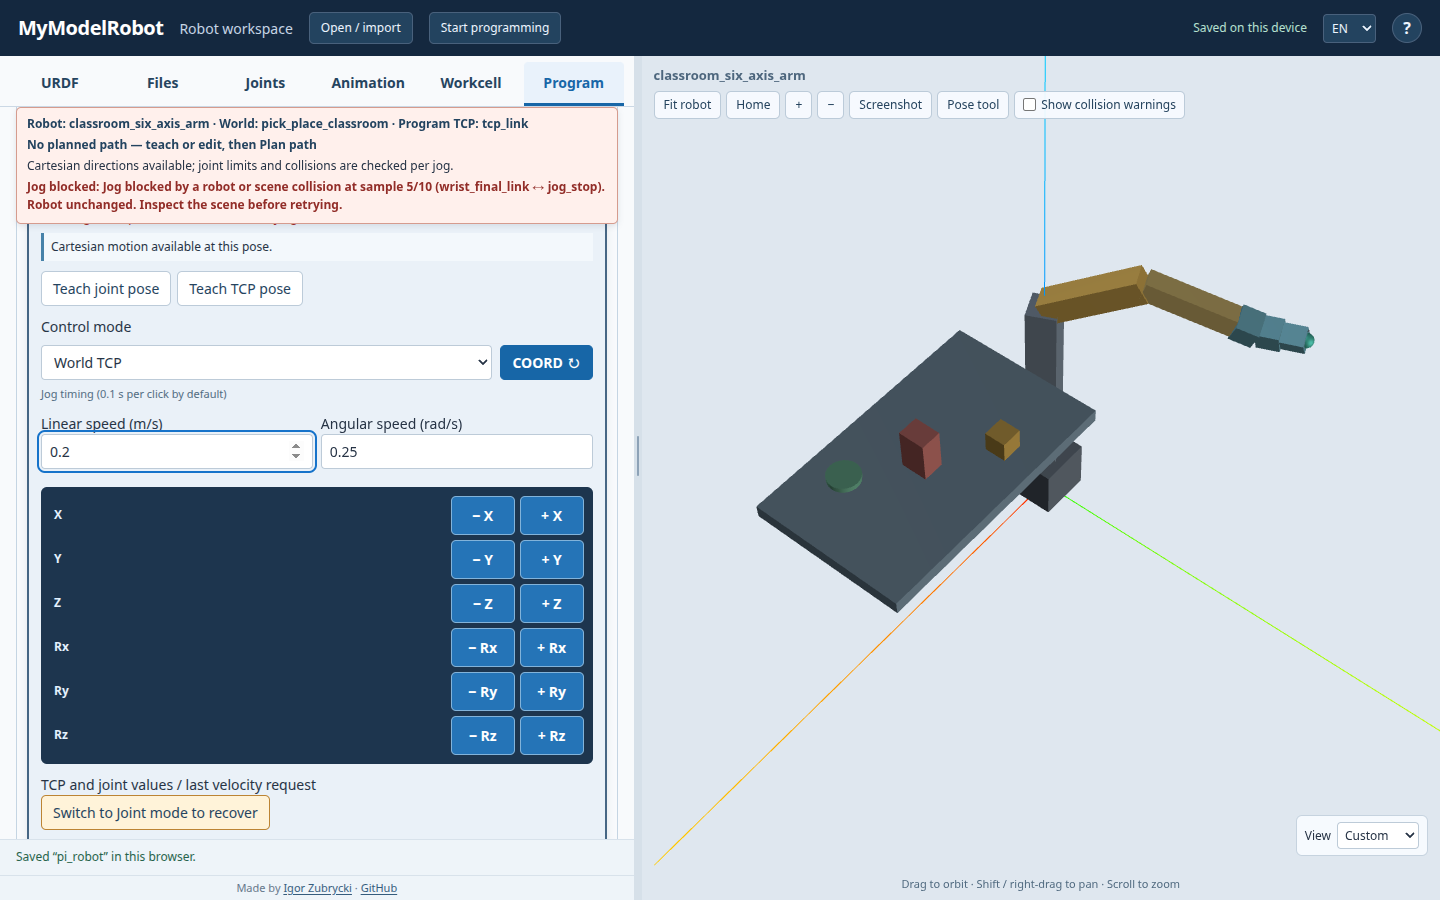 MyModelRobot
Robot workspace
Open / import
Start programming
Saved on this device
EN
?
URDF
Files
Joints
Animation
Workcell
Program
Robot: classroom_six_axis_arm · World: pick_place_classroom · Program TCP: tcp_link
No planned path — teach or edit, then Plan path
Cartesian directions available; joint limits and collisions are checked per jog.
Jog blocked: Jog blocked by a robot or scene collision at sample 5/10 (wrist_final_link ↔ jog_stop).
Robot unchanged. Inspect the scene before retrying.
Cartesian motion available at this pose.
Teach joint pose
Teach TCP pose
Control mode
World TCP
COORD ↻
Jog timing (0.1 s per click by default)
Linear speed (m/s)
Angular speed (rad/s)
0.2
0.25
X
− X
+ X
Y
− Y
+ Y
Z
− Z
+ Z
Rx
− Rx
+ Rx
Ry
− Ry
+ Ry
Rz
− Rz
+ Rz
TCP and joint values / last velocity request
Switch to Joint mode to recover
Saved “pi_robot” in this browser.
Made by Igor Zubrycki · GitHub
classroom_six_axis_arm
Fit robot
Home
+
−
Screenshot
Pose tool
Show collision warnings
View
Custom
Drag to orbit · Shift / right-drag to pan · Scroll to zoom